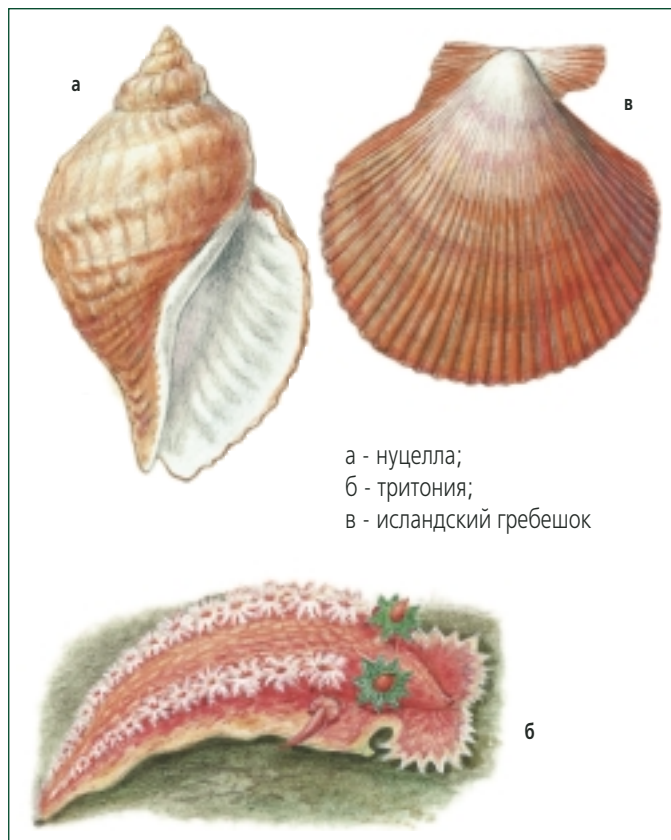 а
в
а - нуцелла;
б - тритония;
в - исландский гребешок
б